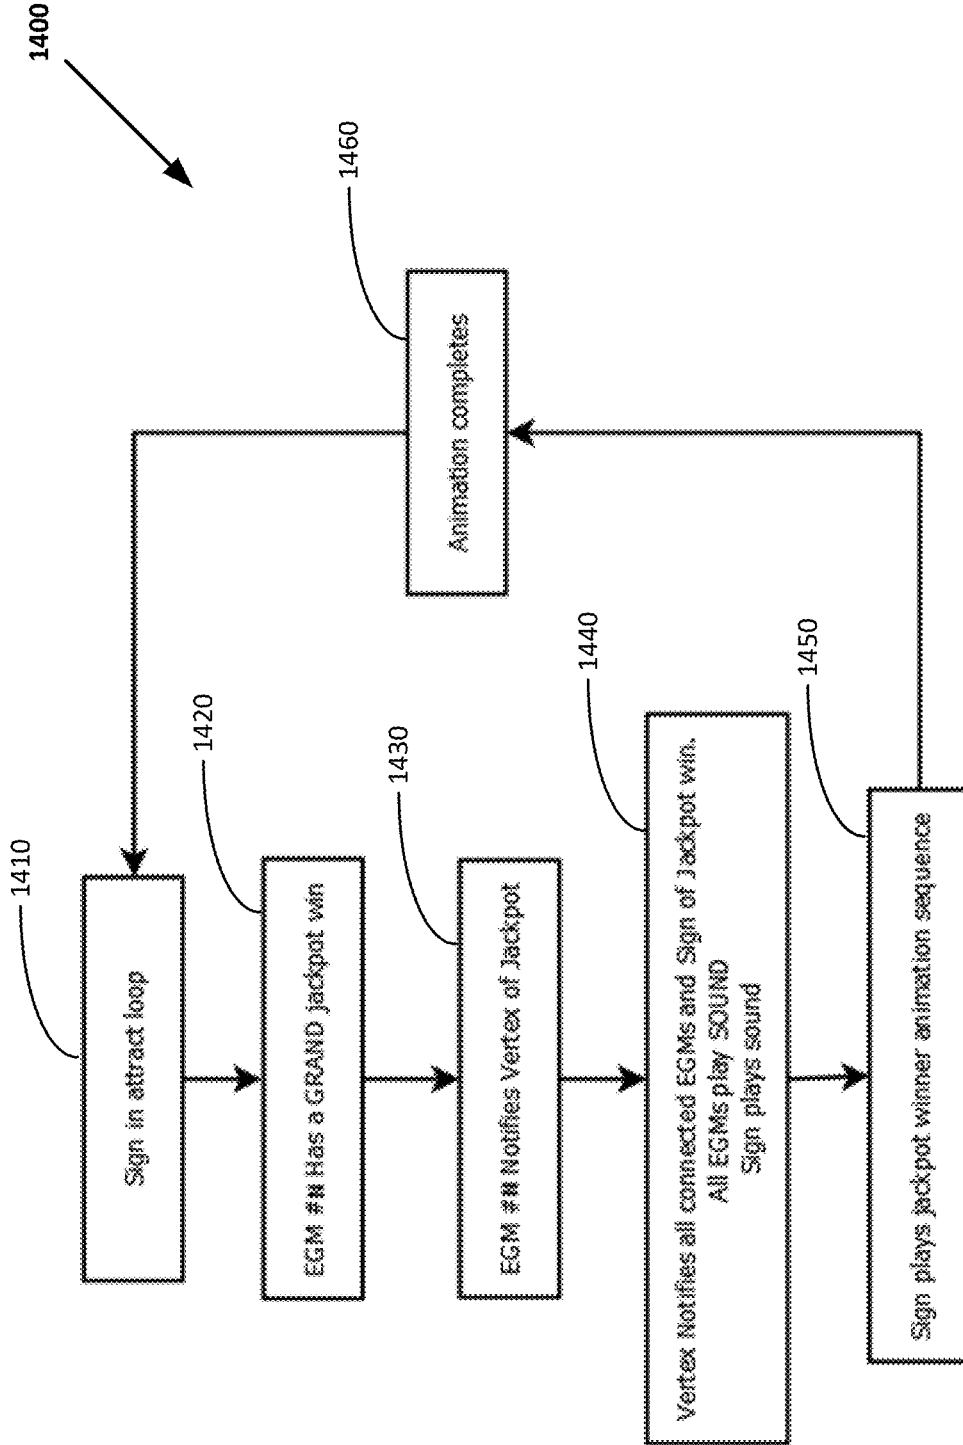 1400
1410
Sign in attract loop
1420
EGM #N Has a GRAND jackpot win
1430
EGM #N Notifies Vertex of Jackpot
1440
Vertex Notifies all connected EGMs and Sign of Jackpot win.
All EGMs play SOUND
Sign plays sound
1450
Sign plays jackpot winner animation sequence
1460
Animation completes